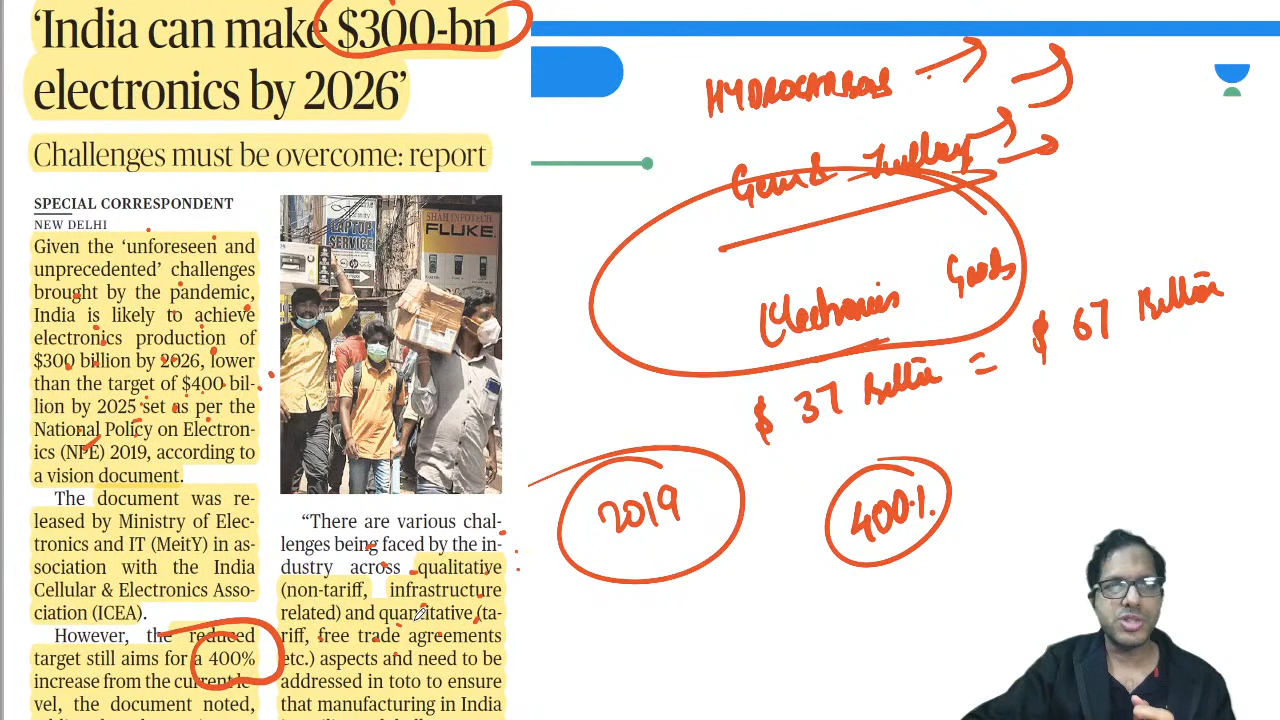 ‘India can make $300-bn
electronics by 2026’
Challenges must be overcome: report
SPECIAL CORRESPONDENT
NEW DELHI
Given the ‘unforeseen and
unprecedented’ challenges
brought by the pandemic,
India is likely to achieve
electronics production of
$300 billion by 2026, lower
than the target of $400 bil-
lion by 2025 set as per the
National Policy on Electron-
ics (NPE) 2019, according to
a vision document.
The document was re-
leased by Ministry of Elec-
tronics and IT (MeitY) in as-
sociation with the India
Cellular & Electronics Asso-
ciation (ICEA).
However, the reduced
target still aims for a 400%
increase from the current le-
vel, the document noted,
LAPTOP
SERVICE
SHAH INFOTECH
FLUKE
“There are various chal-
lenges being faced by the in-
dustry across qualitative
(non-tariff, infrastructure
related) and quantitative (ta-
riff, free trade agreements
etc.) aspects and need to be
addressed in toto to ensure
that manufacturing in India
HYDROCARBONS
Gem &
Electronics Goods
$ 37 Billion = $ 67 Billion
2019
400%